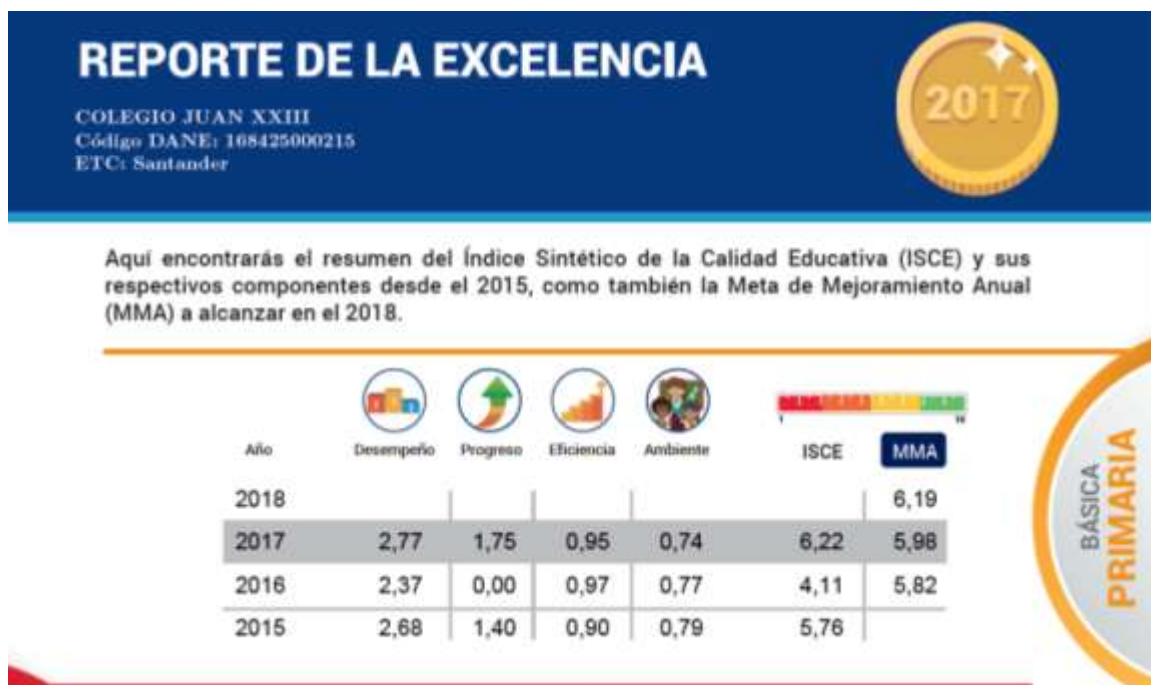 REPORTE DE LA EXCELENCIA
2017
COLEGIO JUAN XXIII
Código DANE: 168425000215
ETC: Santander
Aquí encontrarás el resumen del Índice Sintético de la Calidad Educativa (ISCE) y sus
respectivos componentes desde el 2015, como también la Meta de Mejoramiento Anual
(MMA) a alcanzar en el 2018.
Año Desempeño Progreso Eficiencia Ambiente ISCE MMA
2018 6,19
2017 2,77 1,75 0,95 0,74 6,22 5,98
2016 2,37 0,00 0,97 0,77 4,11 5,82
2015 2,68 1,40 0,90 0,79 5,76
BÁSICA
PRIMARIA